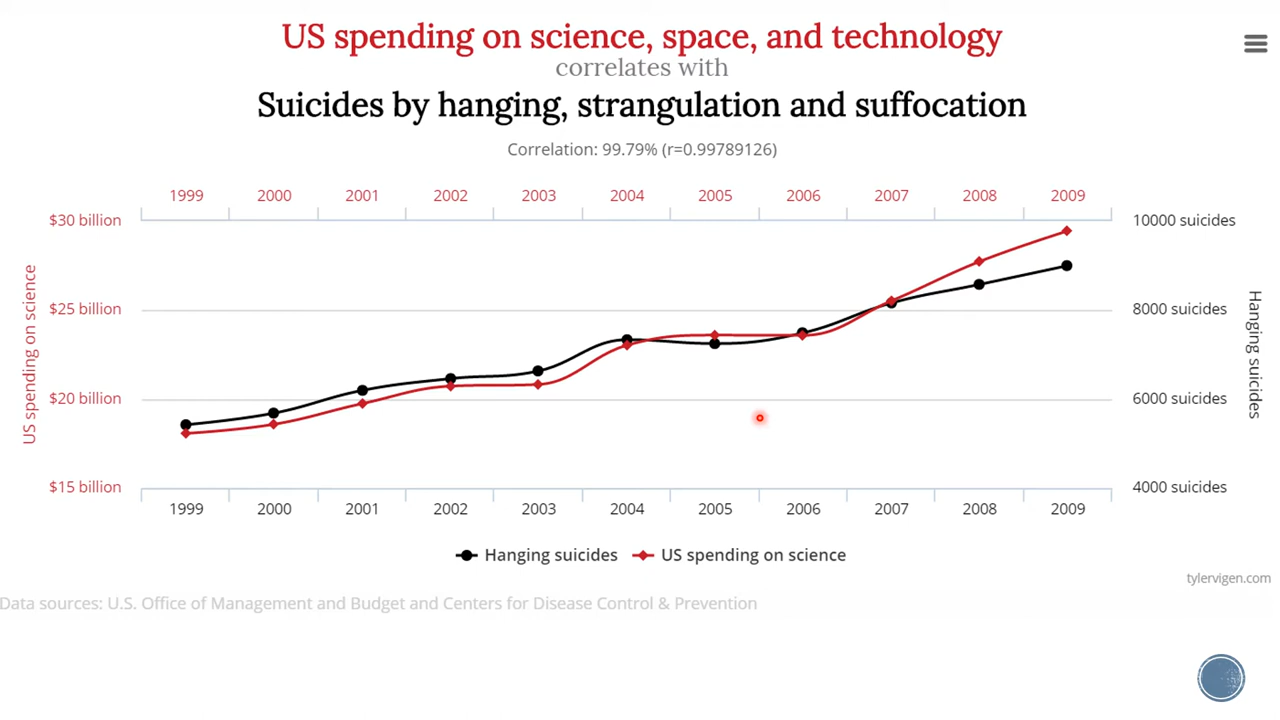 US spending on science, space, and technology
correlates with
Suicides by hanging, strangulation and suffocation
Correlation: 99.79% (r=0.99789126)
1999 2000 2001 2002 2003 2004 2005 2006 2007 2008 2009
$30 billion
10000 suicides
$25 billion
8000 suicides
$20 billion
6000 suicides
$15 billion
4000 suicides
US spending on science
Hanging suicides
1999 2000 2001 2002 2003 2004 2005 2006 2007 2008 2009
Hanging suicides US spending on science
tylervigen.com
Data sources: U.S. Office of Management and Budget and Centers for Disease Control & Prevention